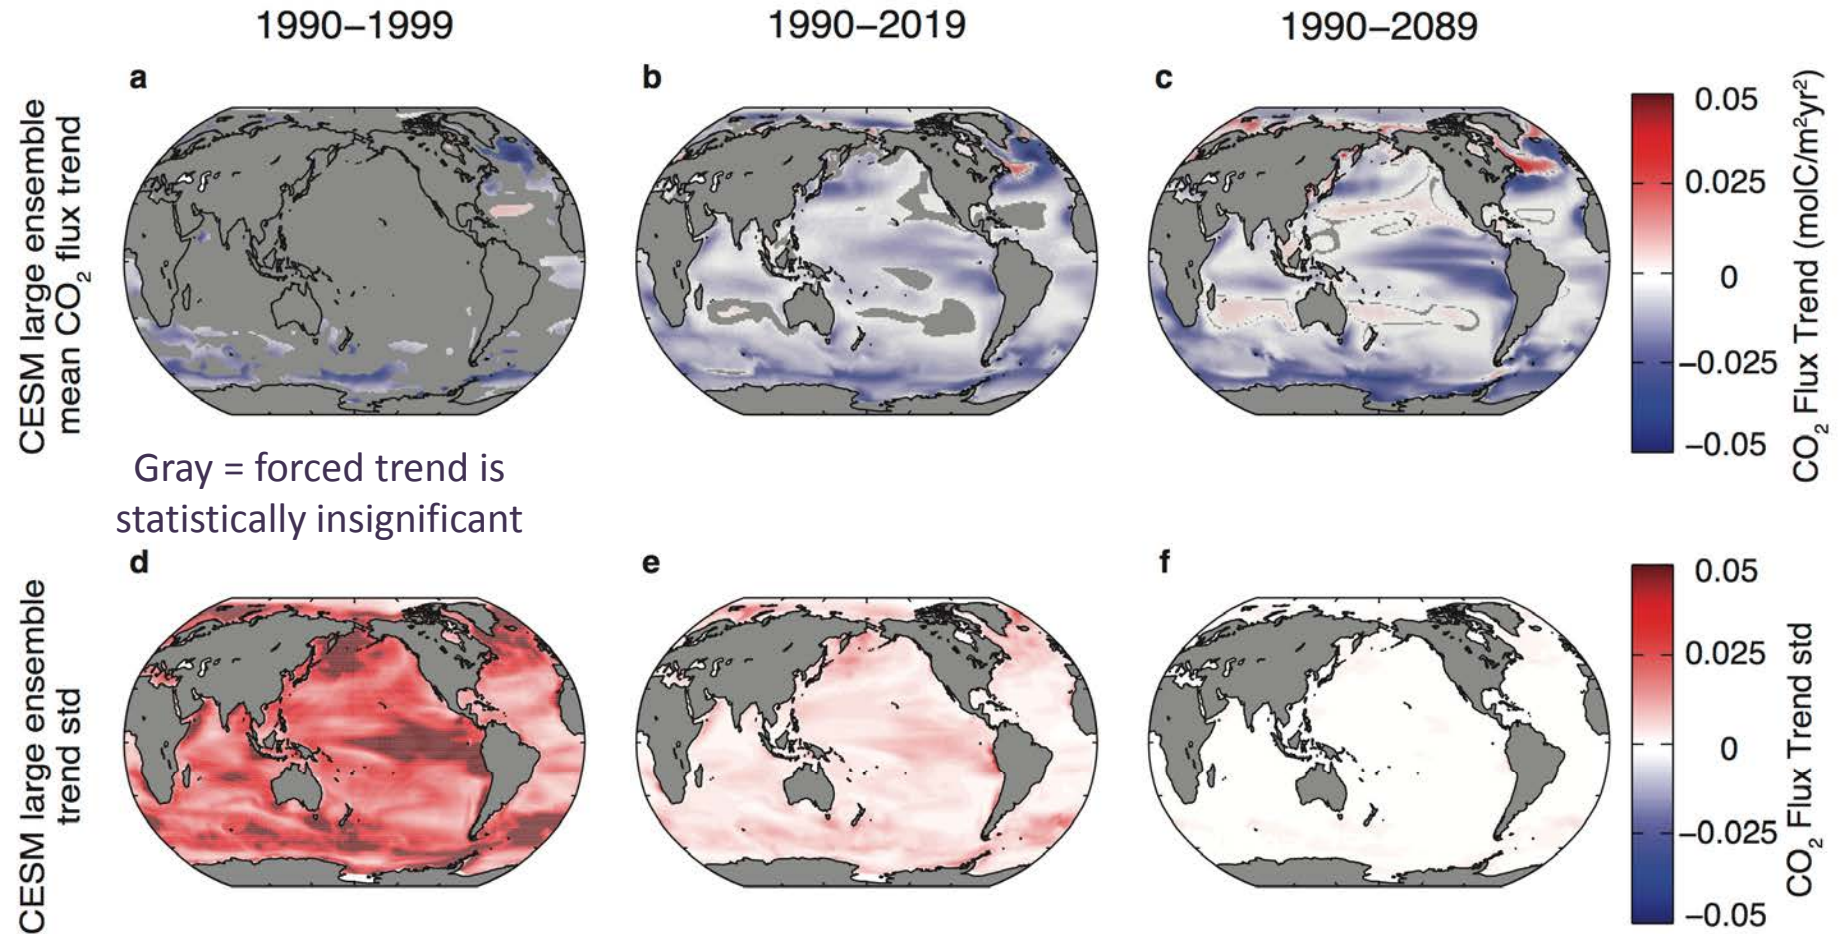 1990–1999
1990–2019
1990–2089
a
b
c
CESM large ensemble
mean CO₂ flux trend
0.05
0.025
0
−0.025
−0.05
CO₂ Flux Trend (molC/m²yr²)
Gray = forced trend is
statistically insignificant
d
e
f
CESM large ensemble
trend std
0.05
0.025
0
−0.025
−0.05
CO₂ Flux Trend std